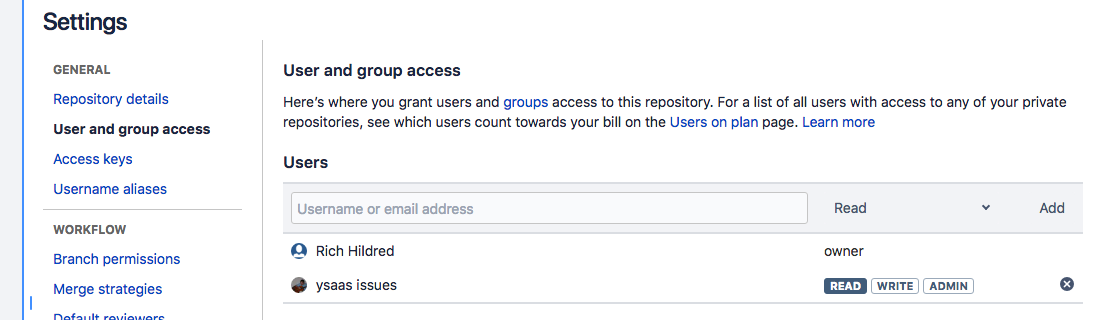 Settings
GENERAL
Repository details
User and group access
Access keys
Username aliases
WORKFLOW
Branch permissions
Merge strategies
Default reviewers
User and group access
Here's where you grant users and groups access to this repository. For a list of all users with access to any of your private
repositories, see which users count towards your bill on the Users on plan page. Learn more
Users
Username or email address Read Add
Rich Hildred owner
ysaas issues READ WRITE ADMIN